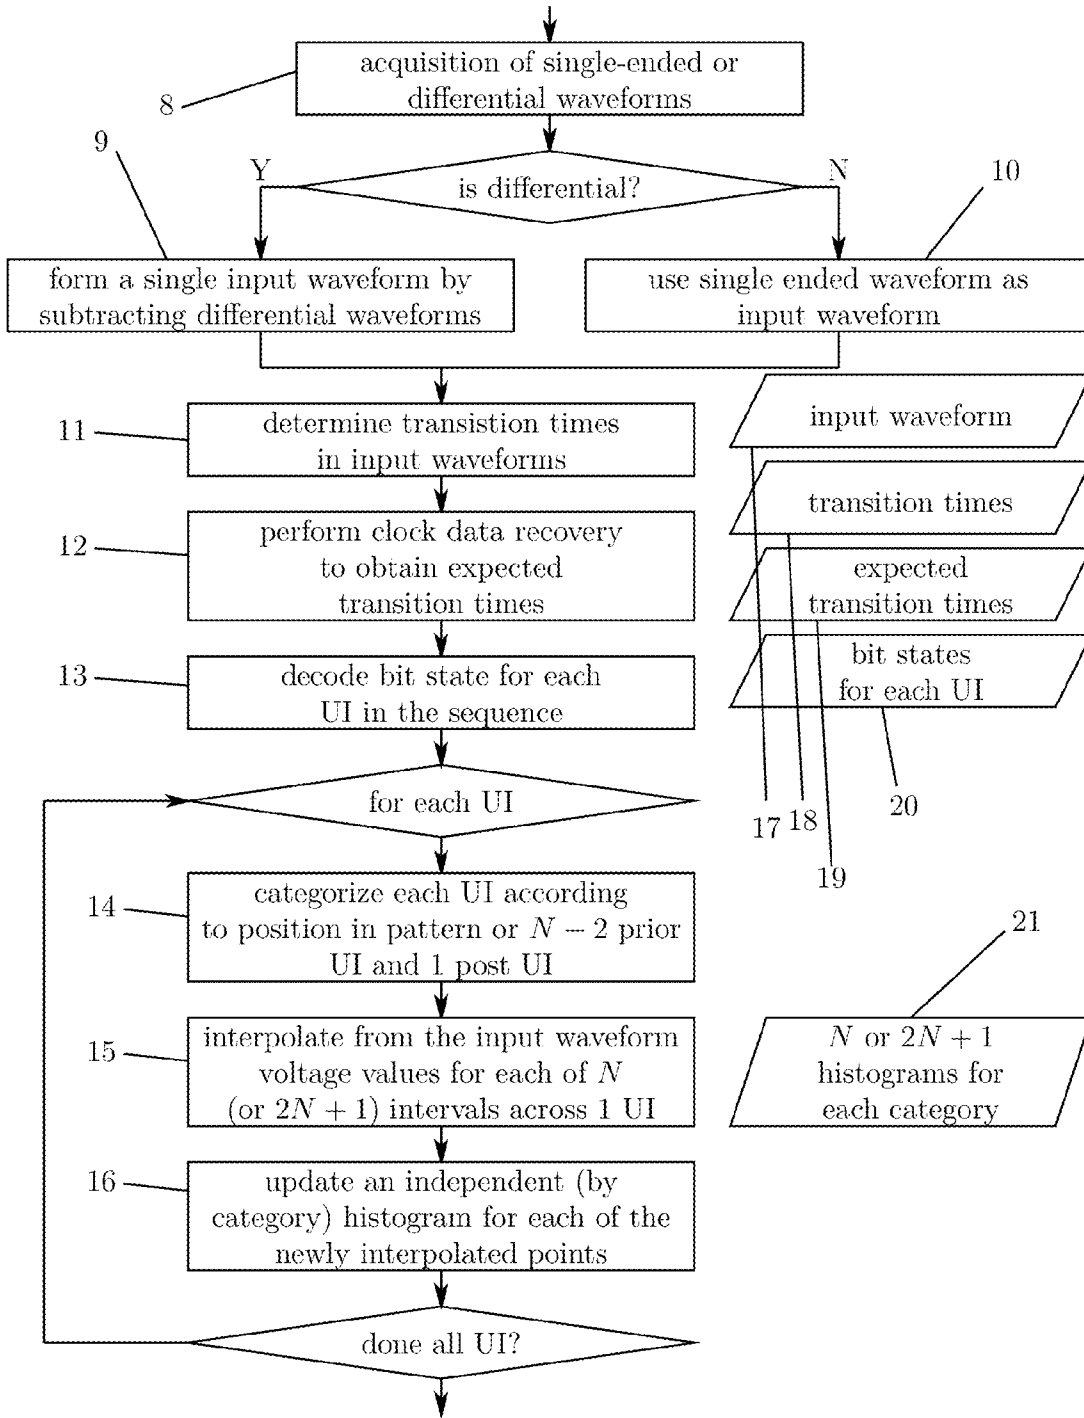 acquisition of single-ended or
differential waveforms
8
9
Y
is differential?
N
10
form a single input waveform by
subtracting differential waveforms
use single ended waveform as
input waveform
11
determine transistion times
in input waveforms
input waveform
12
perform clock data recovery
to obtain expected
transition times
transition times
expected
transition times
13
decode bit state for each
UI in the sequence
bit states
for each UI
for each UI
17
18
20
19
14
categorize each UI according
to position in pattern or N − 2 prior
UI and 1 post UI
21
15
interpolate from the input waveform
voltage values for each of N
(or 2N + 1) intervals across 1 UI
N or 2N + 1
histograms for
each category
16
update an independent (by
category) histogram for each of the
newly interpolated points
done all UI?